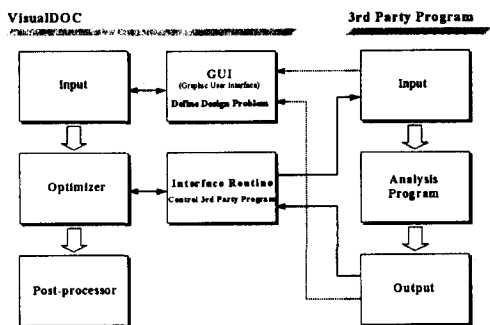 VisualDOC
3rd Party Program
Input
GUI
(Graphic User Interface)
Define Design Problem
Input
Optimizer
Interface Routine
Control 3rd Party Program
Analysis
Program
Post-processor
Output